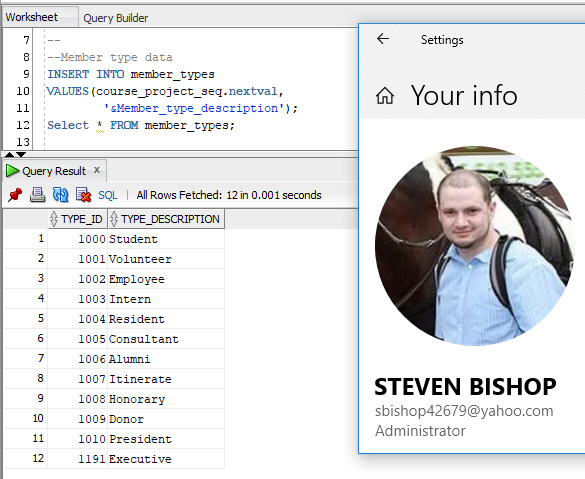 Worksheet Query Builder
7 --
8 --Member type data
9 INSERT INTO member_types
10 VALUES(course_project_seq.nextval,
11 '&Member_type_description');
12 Select * FROM member_types;
13
Query Result x
SQL | All Rows Fetched: 12 in 0.001 seconds
TYPE_ID TYPE_DESCRIPTION
1 1000 Student
2 1001 Volunteer
3 1002 Employee
4 1003 Intern
5 1004 Resident
6 1005 Consultant
7 1006 Alumni
8 1007 Itinerate
9 1008 Honorary
10 1009 Donor
11 1010 President
12 1191 Executive
Settings
Your info
STEVEN BISHOP
sbishop42679@yahoo.com
Administrator